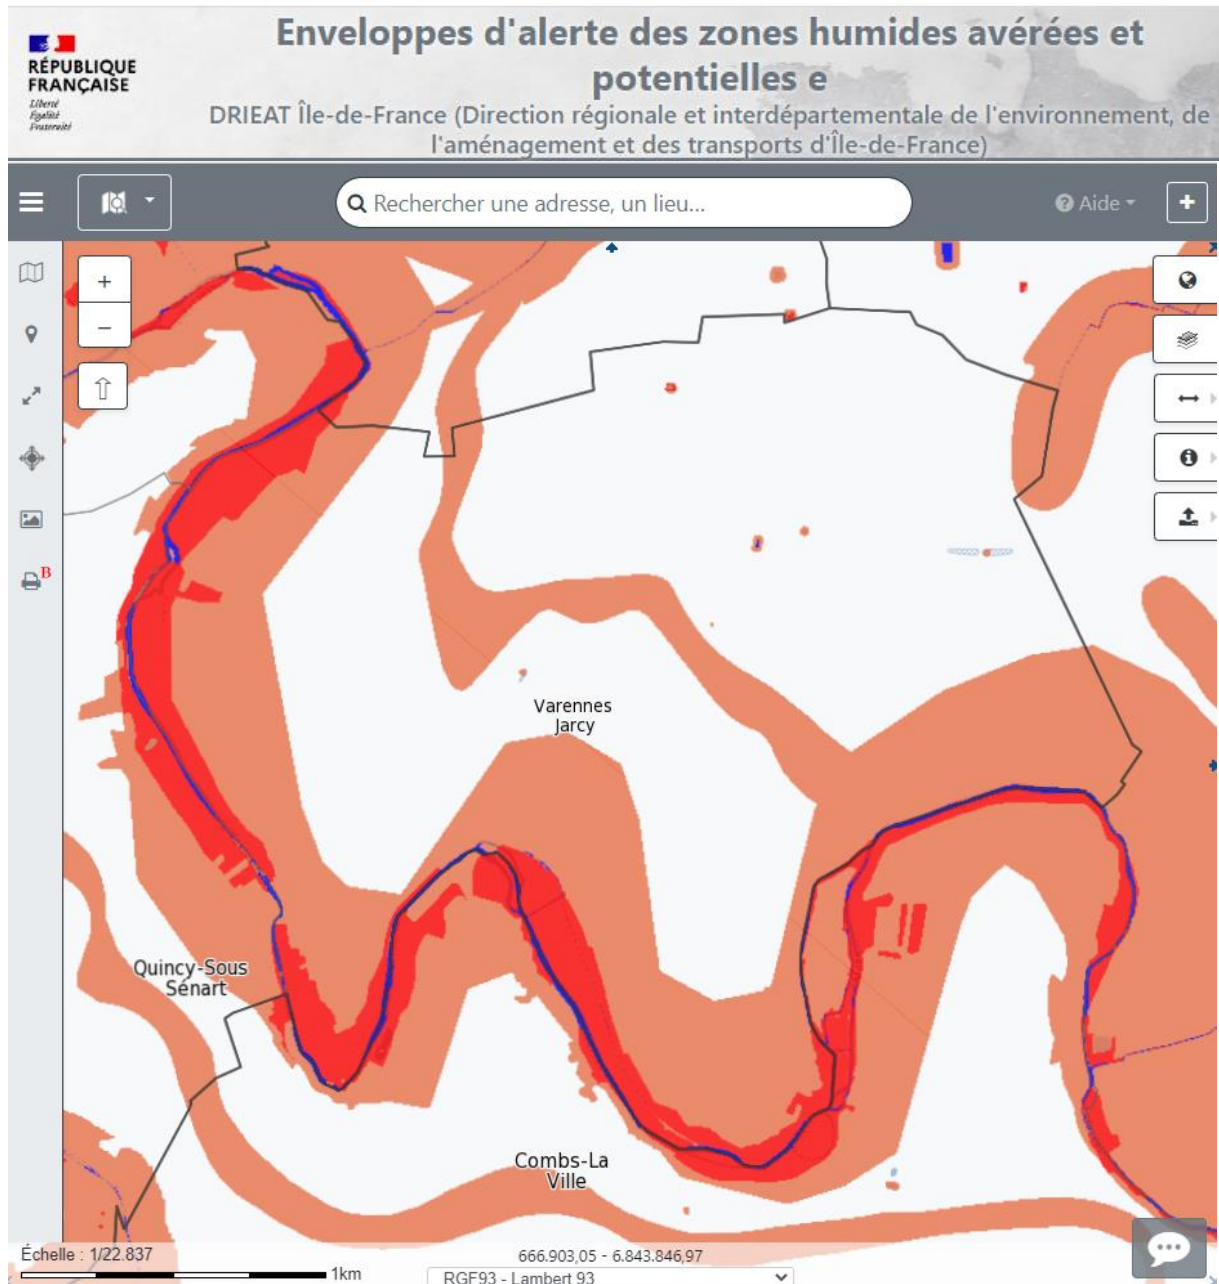 Enveloppes d'alerte des zones humides avérées et
potentielles e
DRIEAT Île-de-France (Direction régionale et interdépartementale de l'environnement, de
l'aménagement et des transports d'Île-de-France)
RÉPUBLIQUE
FRANÇAISE
Liberté
Égalité
Fraternité
Rechercher une adresse, un lieu...
Aide
+
+
−
B
Varennes
Jarcy
Quincy-Sous
Sénart
Combs-La
Ville
Échelle : 1/22.837
1km
666.903,05 - 6.843.846,97
RGF93 - Lambert 93